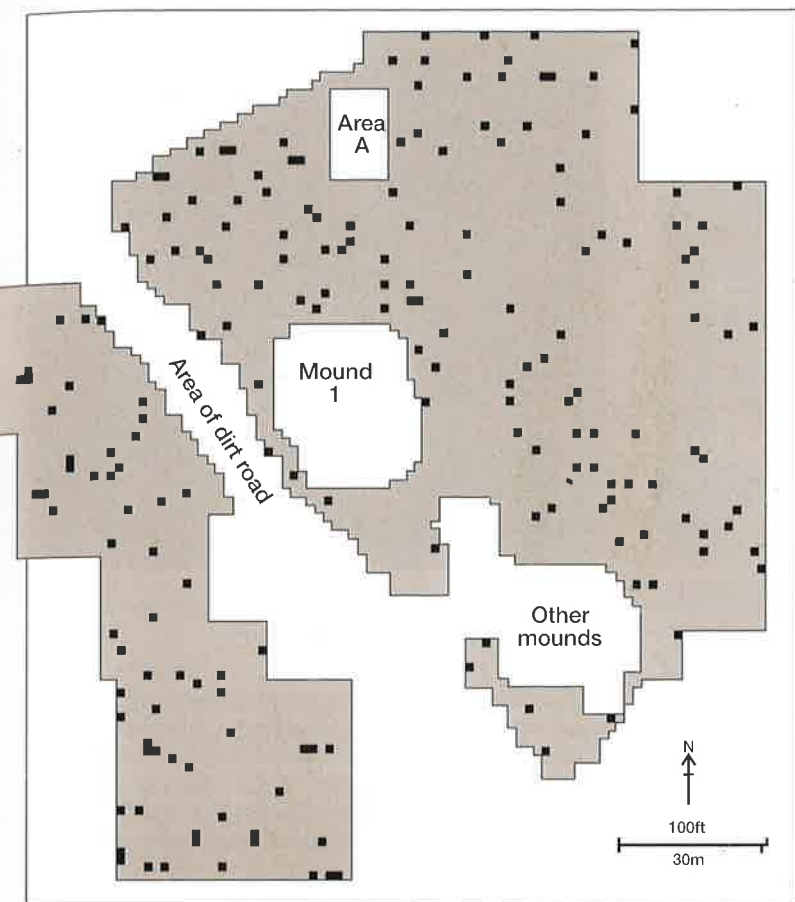 Area
A
Mound
1
Area of dirt road
Other
mounds
N
100ft
30m